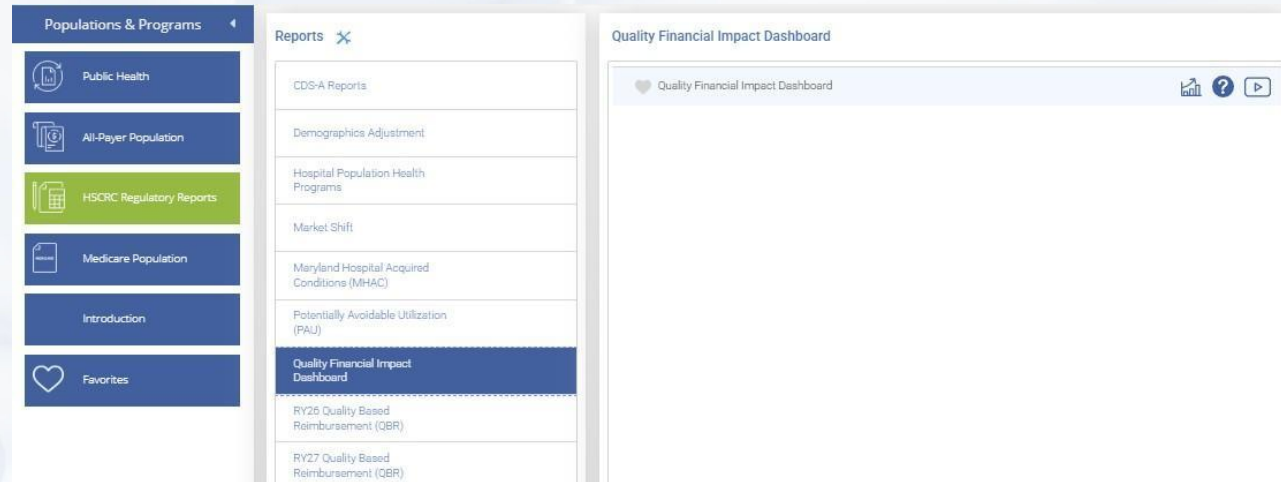 Populations & Programs
Public Health
All-Payer Population
HSCRC Regulatory Reports
Medicare Population
Introduction
Favorites
Reports
CDS-A Reports
Demographics Adjustment
Hospital Population Health
Programs
Market Shift
Maryland Hospital Acquired
Conditions (MHAC)
Potentially Avoidable Utilization
(PAU)
Quality Financial Impact
Dashboard
RY26 Quality Based
Reimbursement (QBR)
RY27 Quality Based
Reimbursement (QBR)
Quality Financial Impact Dashboard
Quality Financial Impact Dashboard
?